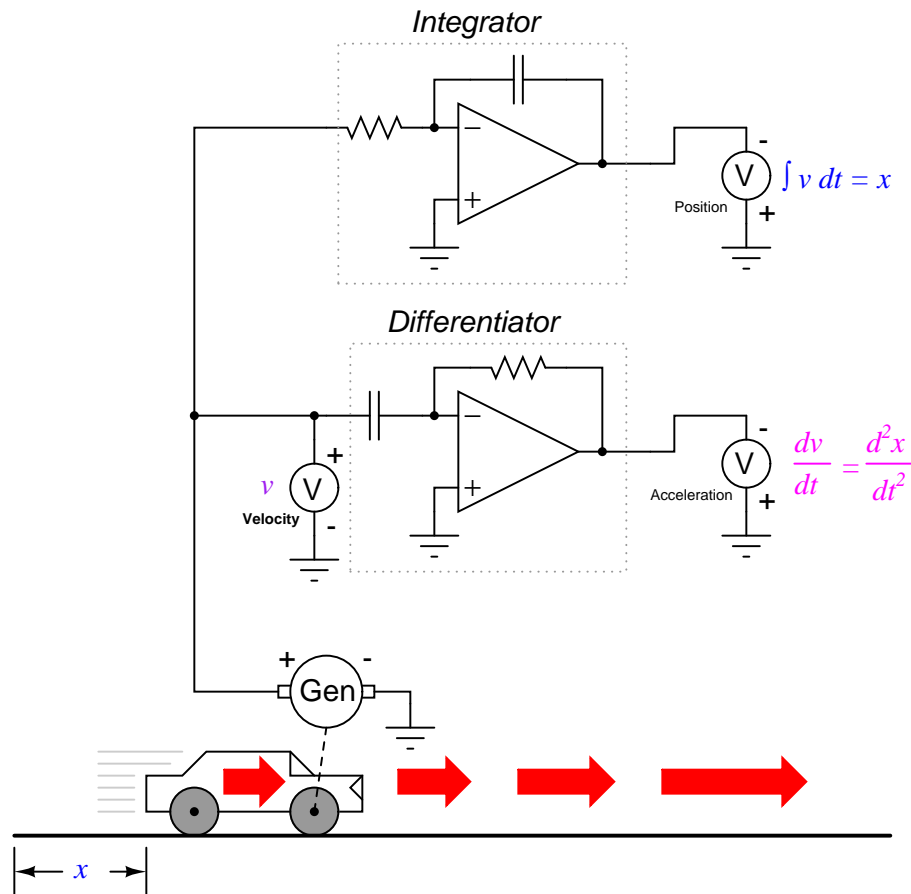 Integrator
−
+
-
V
+
Position
∫ v dt = x
Differentiator
−
+
-
V
+
Acceleration
dv/dt = d²x/dt²
+
v
V
Velocity
-
+
-
Gen
x